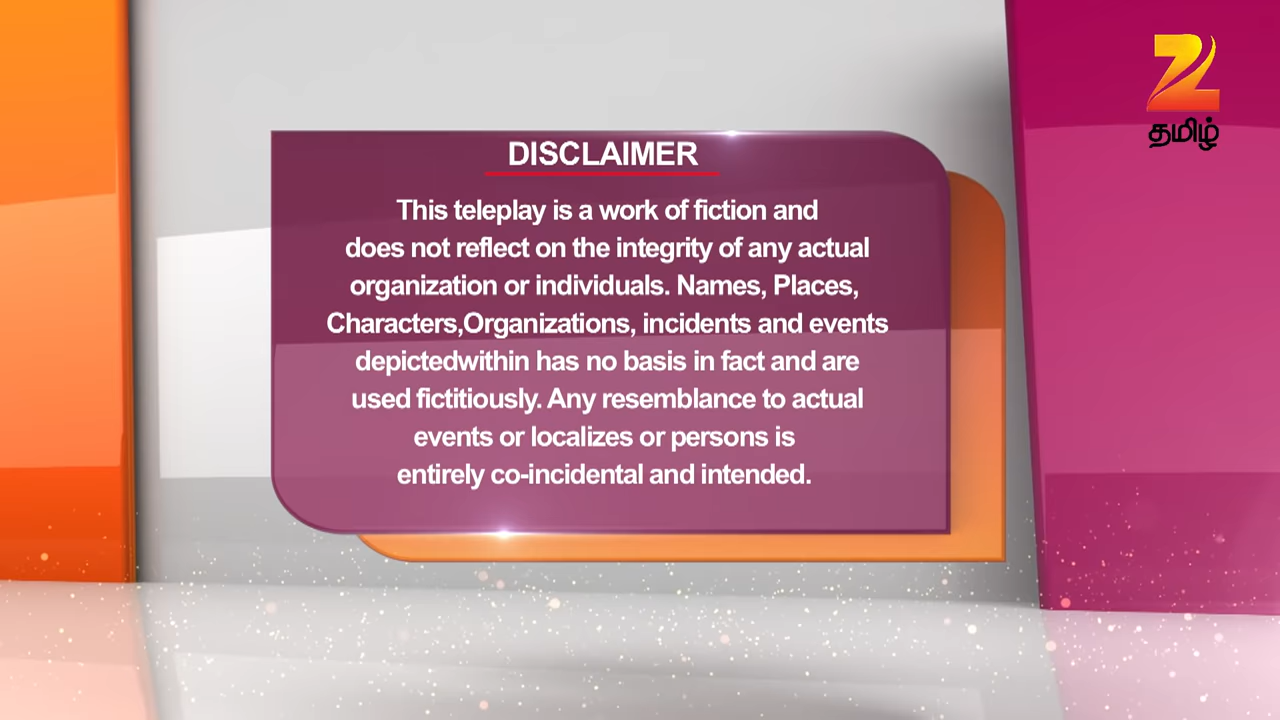 DISCLAIMER
This teleplay is a work of fiction and
does not reflect on the integrity of any actual
organization or individuals. Names, Places,
Characters,Organizations, incidents and events
depictedwithin has no basis in fact and are
used fictitiously. Any resemblance to actual
events or localizes or persons is
entirely co-incidental and intended.
தமிழ்